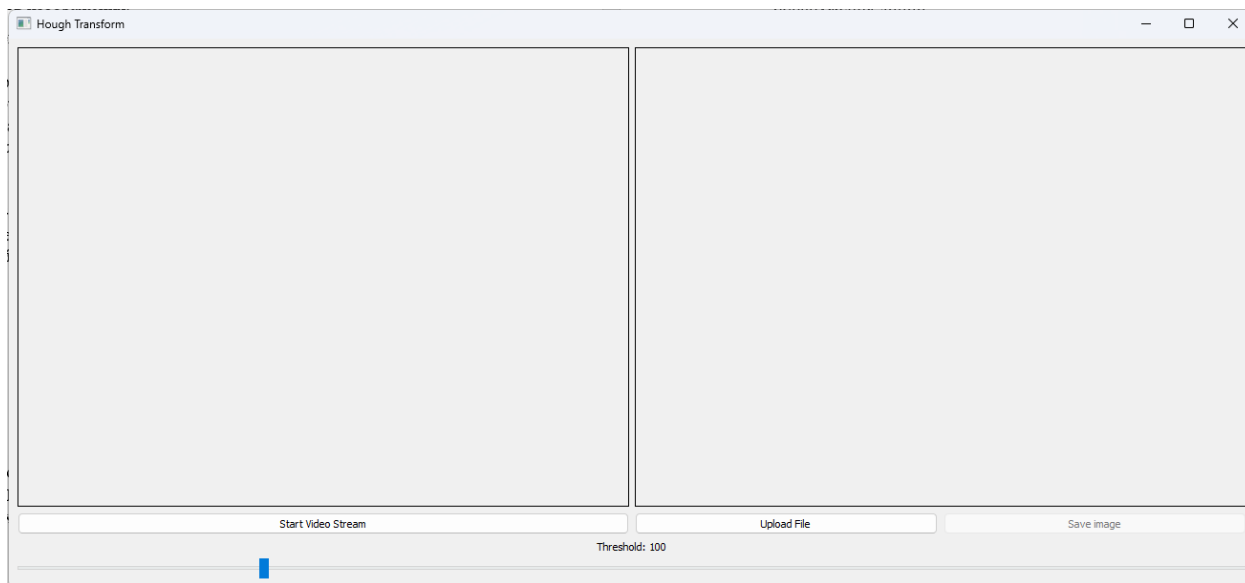 Hough Transform
Start Video Stream
Upload File
Save image
Threshold: 100